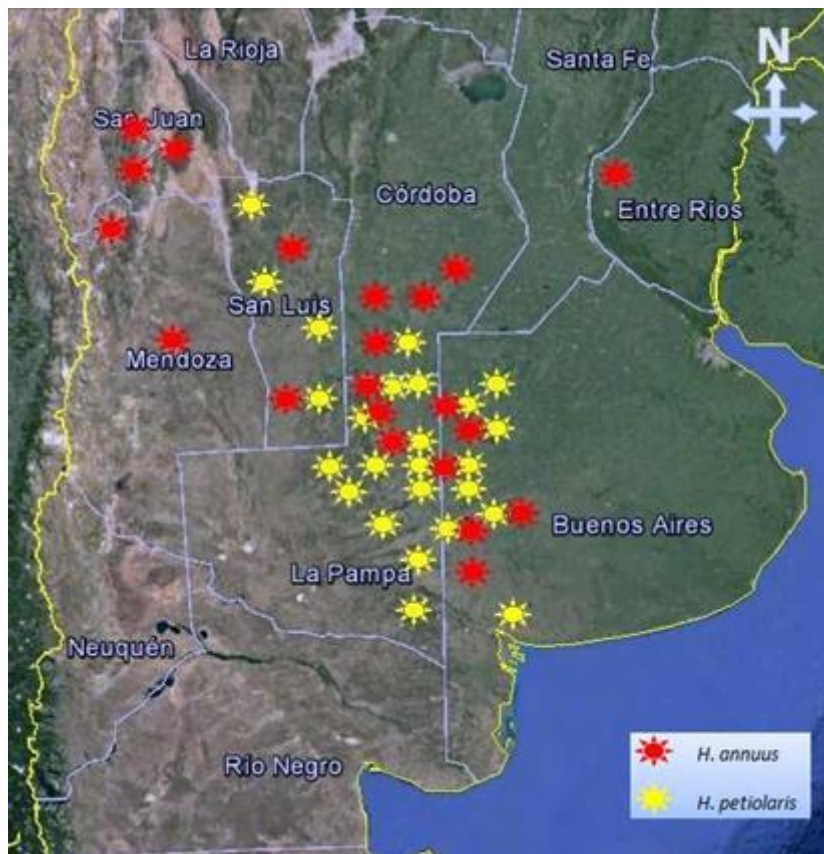 La Rioja
Santa Fe
N
San Juan
Córdoba
Entre Rios
San Luis
Mendoza
Buenos Aires
La Pampa
Neuquén
Río Negro
H. annuus
H. petiolaris